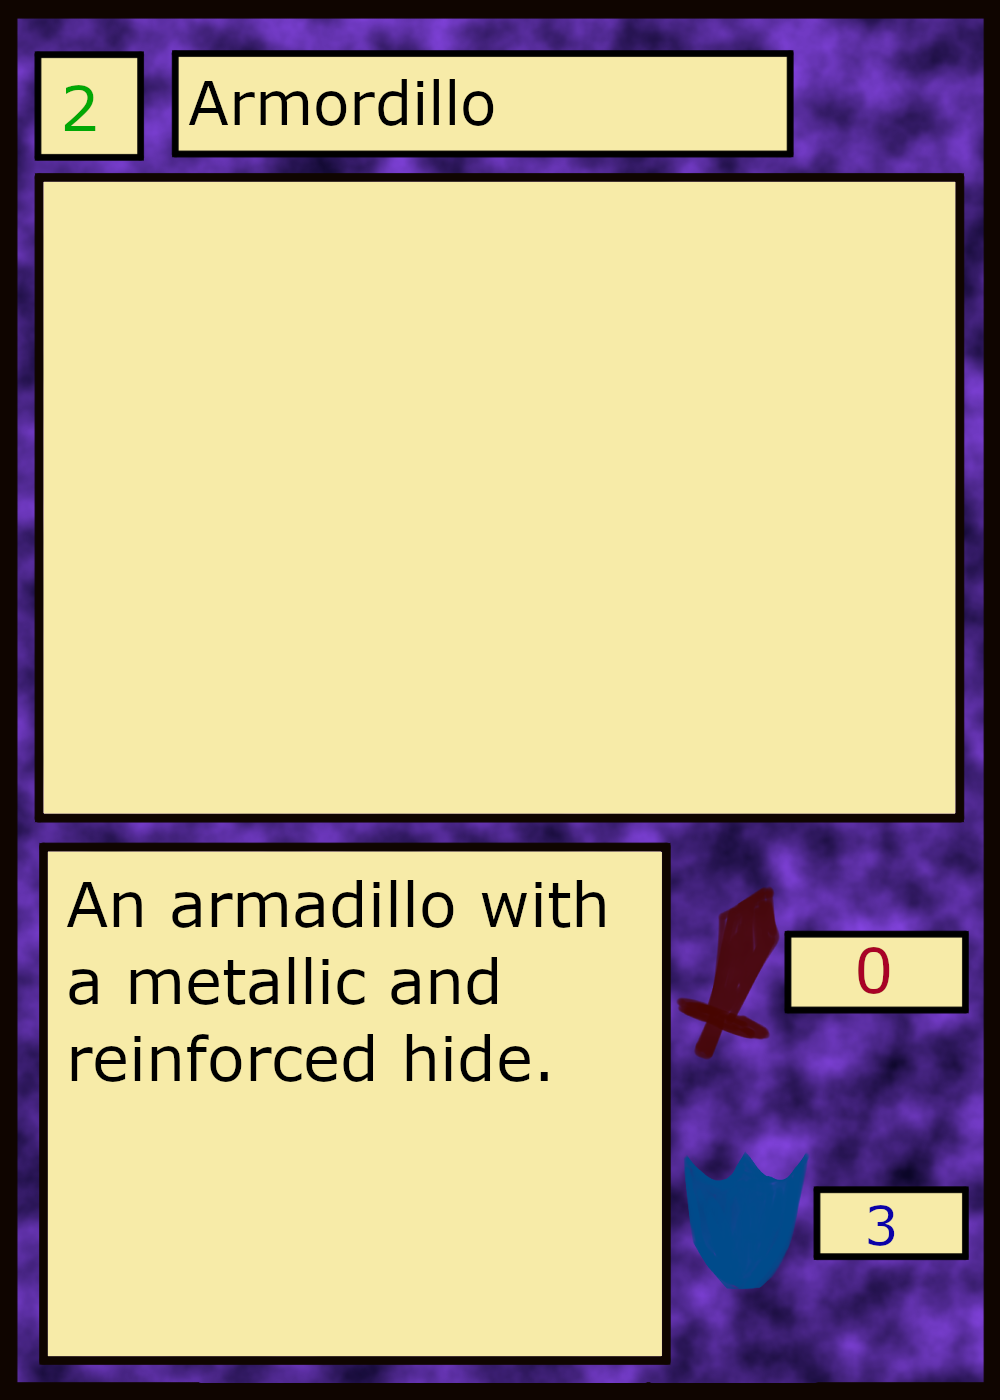 2
Armordillo
An armadillo with
a metallic and
reinforced hide.
0
3